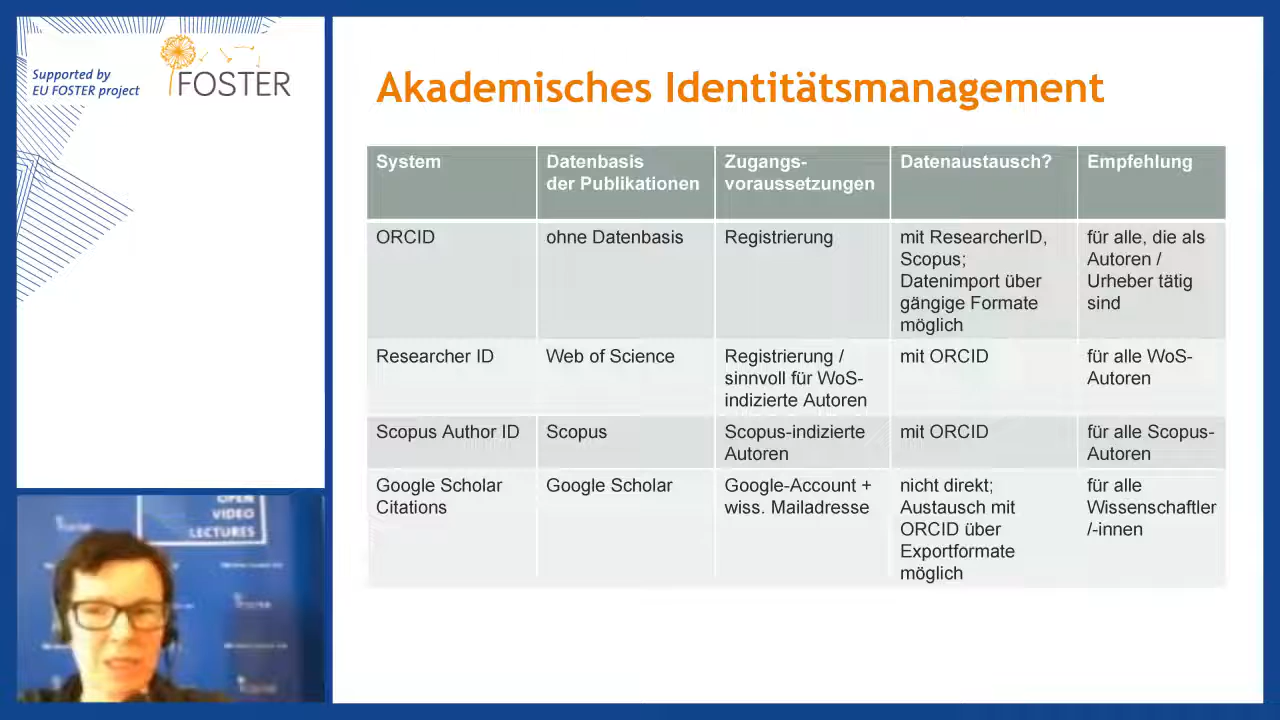 Supported by
EU FOSTER project
FOSTER
Akademisches Identitätsmanagement
System
Datenbasis
der Publikationen
Zugangs-
voraussetzungen
Datenaustausch?
Empfehlung
ORCID
ohne Datenbasis
Registrierung
mit ResearcherID,
Scopus;
Datenimport über
gängige Formate
möglich
für alle, die als
Autoren /
Urheber tätig
sind
Researcher ID
Web of Science
Registrierung /
sinnvoll für WoS-
indizierte Autoren
mit ORCID
für alle WoS-
Autoren
Scopus Author ID
Scopus
Scopus-indizierte
Autoren
mit ORCID
für alle Scopus-
Autoren
Google Scholar
Citations
Google Scholar
Google-Account +
wiss. Mailadresse
nicht direkt;
Austausch mit
ORCID über
Exportformate
möglich
für alle
Wissenschaftler
/-innen
OPEN
VIDEO
LECTURES